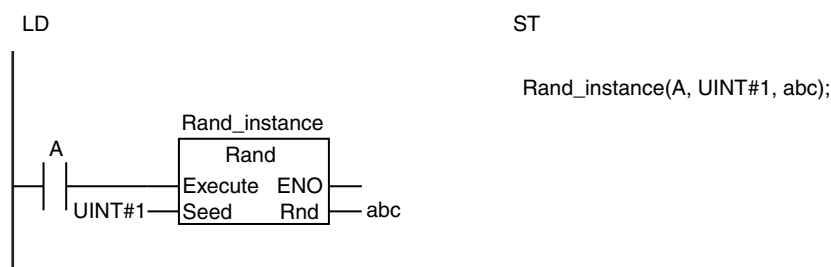 LD
ST
Rand_instance(A, UINT#1, abc);
Rand_instance
A
Rand
Execute ENO
UINT#1 Seed Rnd abc